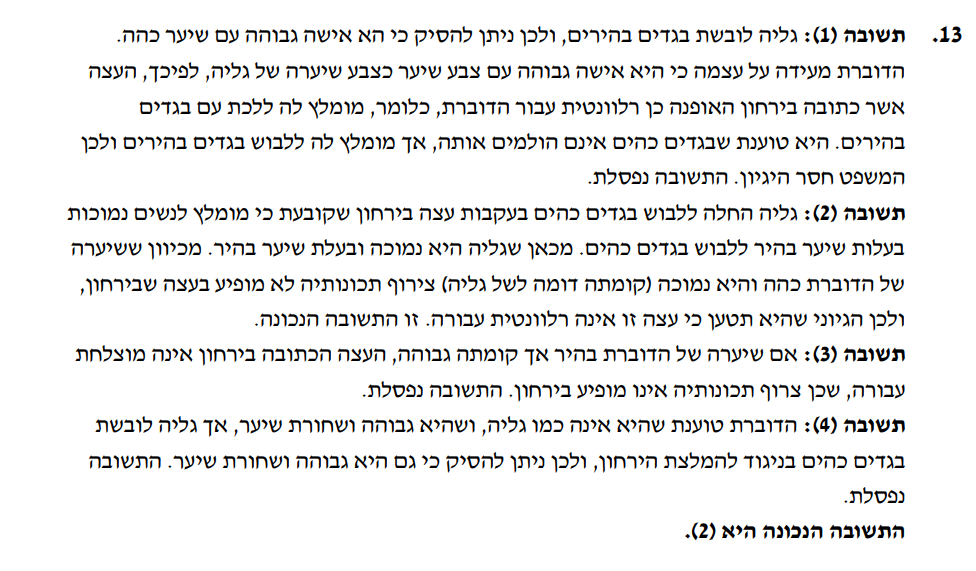 13. תשובה (1): גליה לובשת בגדים בהירים, ולכן ניתן להסיק כי הא אישה גבוהה עם שיער כהה.
הדוברת מעידה על עצמה כי היא אישה גבוהה עם צבע שיער כצבע שיערה של גליה, לפיכך, העצה
אשר כתובה בירחון האופנה כן רלוונטית עבור הדוברת, כלומר, מומלץ לה ללכת עם בגדים
בהירים. היא טוענת שבגדים כהים אינם הולמים אותה, אך מומלץ לה ללבוש בגדים בהירים ולכן
המשפט חסר היגיון. התשובה נפסלת.
תשובה (2): גליה החלה ללבוש בגדים כהים בעקבות עצה בירחון שקובעת כי מומלץ לנשים נמוכות
בעלות שיער בהיר ללבוש בגדים כהים. מכאן שגליה היא נמוכה ובעלת שיער בהיר. מכיוון ששיערה
של הדוברת כהה והיא נמוכה (קומתה דומה לשל גליה) צירוף תכונותיה לא מופיע בעצה שבירחון,
ולכן הגיוני שהיא תטען כי עצה זו אינה רלוונטית עבורה. זו התשובה הנכונה.
תשובה (3): אם שיערה של הדוברת בהיר אך קומתה גבוהה, העצה הכתובה בירחון אינה מוצלחת
עבורה, שכן צרוף תכונותיה אינו מופיע בירחון. התשובה נפסלת.
תשובה (4): הדוברת טוענת שהיא אינה כמו גליה, ושהיא גבוהה ושחורת שיער, אך גליה לובשת
בגדים כהים בניגוד להמלצת הירחון, ולכן ניתן להסיק כי גם היא גבוהה ושחורת שיער. התשובה
נפסלת.
התשובה הנכונה היא (2).